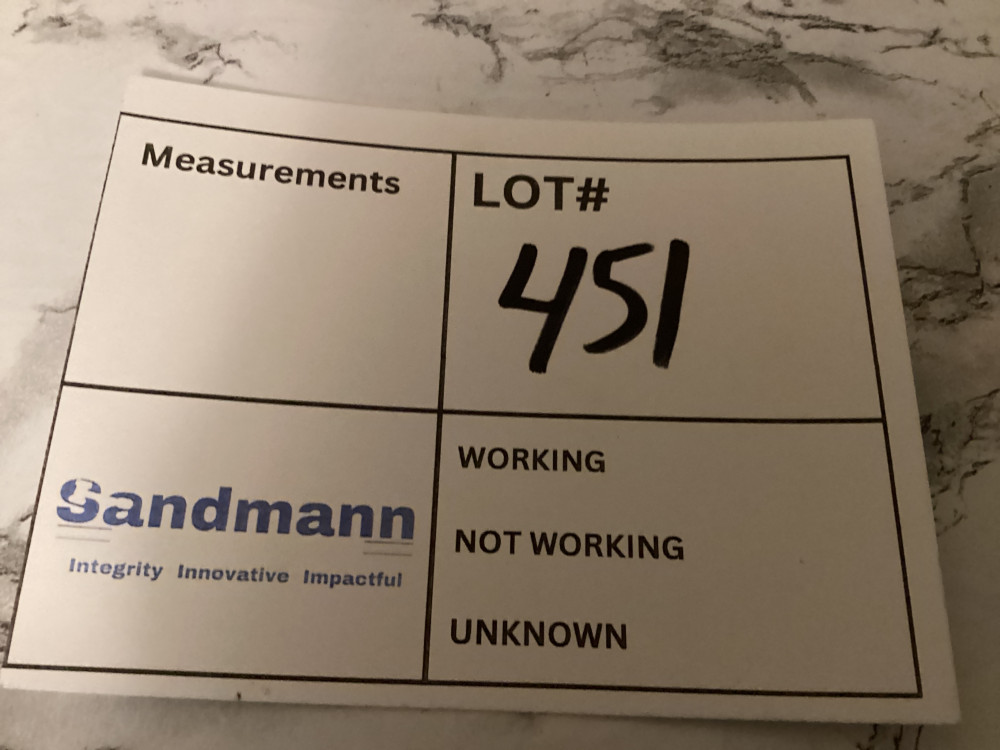 Measurements
LOT#
451
Sandmann
Integrity Innovative Impactful
WORKING
NOT WORKING
UNKNOWN